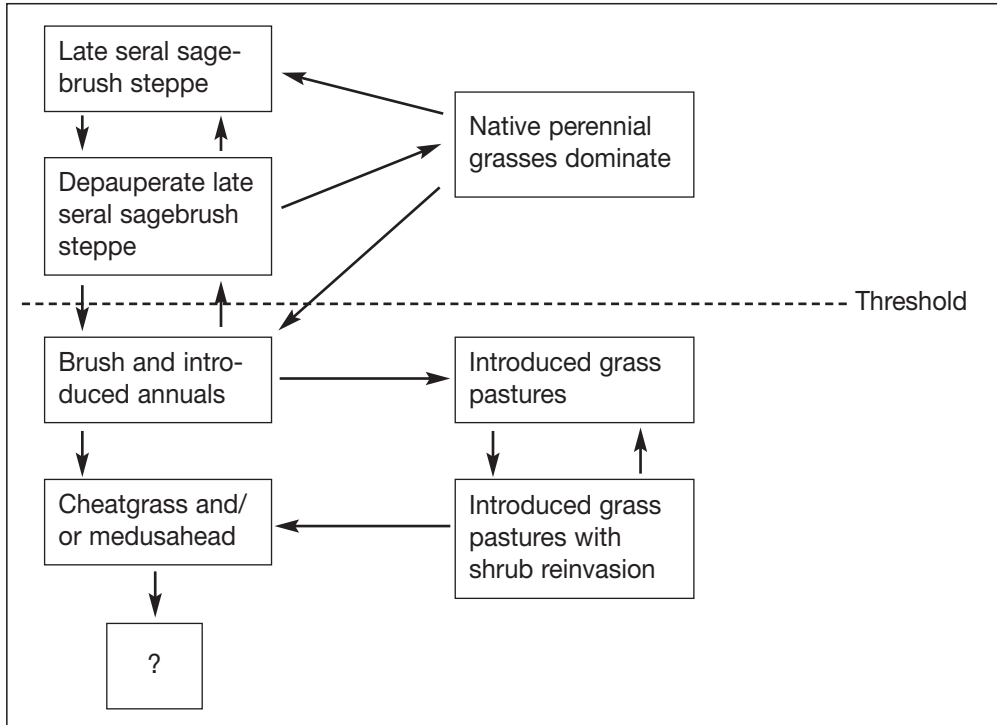 Late seral sage-
brush steppe
Native perennial
grasses dominate
Depauperate late
seral sagebrush
steppe
Threshold
Brush and intro-
duced annuals
Introduced grass
pastures
Cheatgrass and/
or medusahead
Introduced grass
pastures with
shrub reinvasion
?